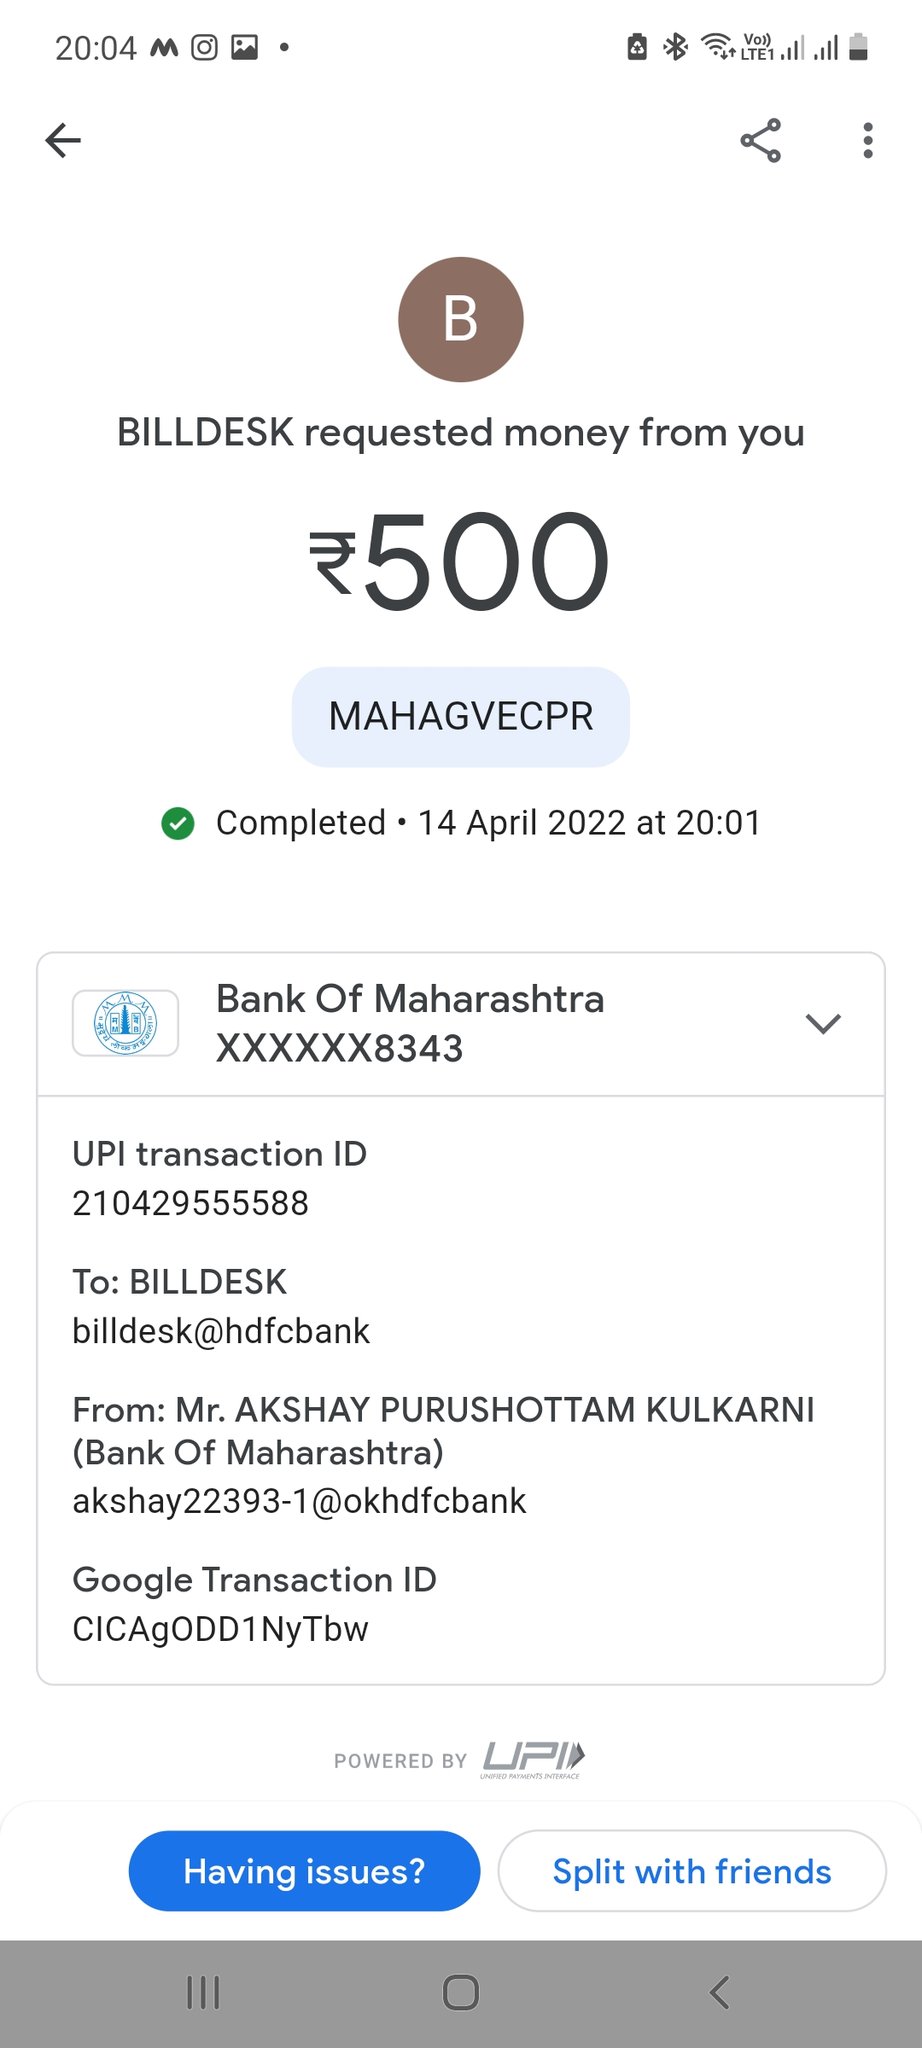 20:04
Vo))
LTE1
B
BILLDESK requested money from you
₹500
MAHAGVECPR
Completed • 14 April 2022 at 20:01
Bank Of Maharashtra
XXXXXX8343
UPI transaction ID
210429555588
To: BILLDESK
billdesk@hdfcbank
From: Mr. AKSHAY PURUSHOTTAM KULKARNI
(Bank Of Maharashtra)
akshay22393-1@okhdfcbank
Google Transaction ID
CICAgODD1NyTbw
POWERED BY UPI
UNIFIED PAYMENTS INTERFACE
Having issues?
Split with friends